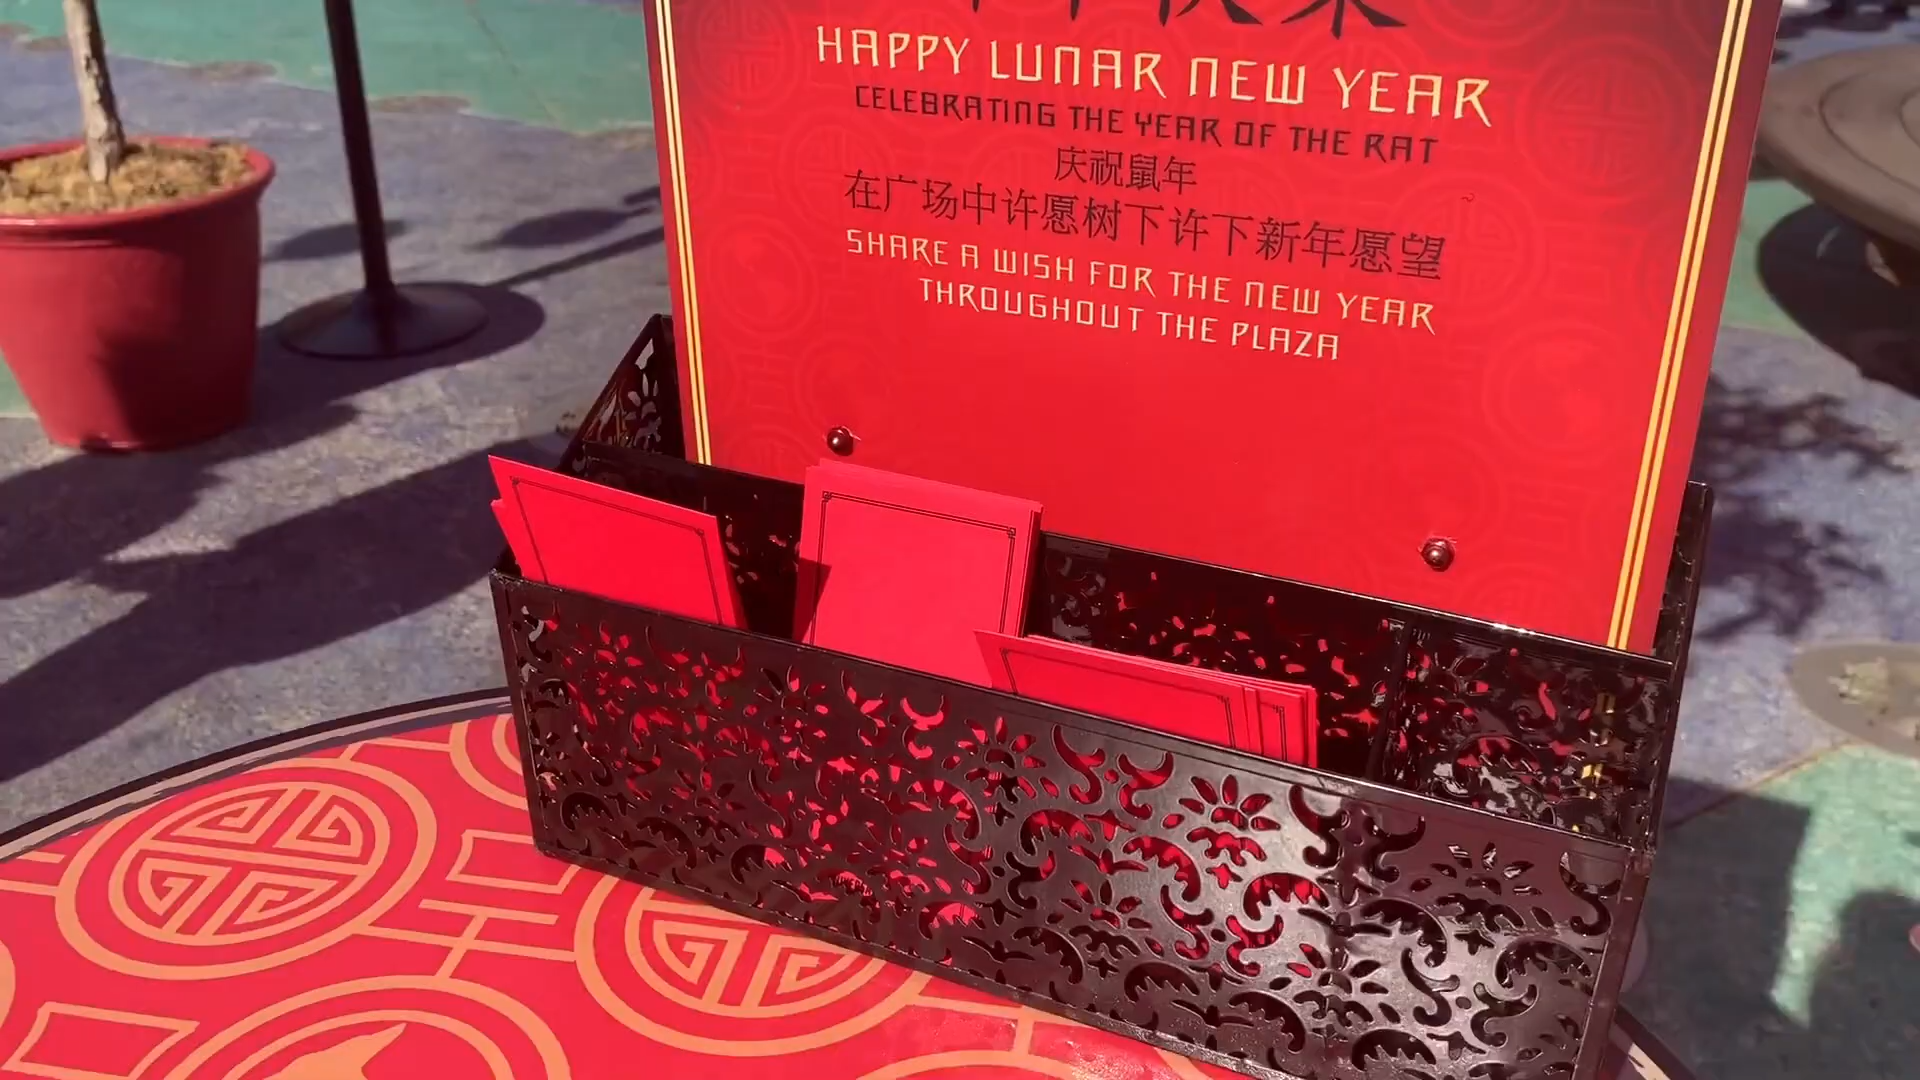 HAPPY LUNAR NEW YEAR
CELEBRATING THE YEAR OF THE RAT
庆祝鼠年
在广场中许愿树下许下新年愿望
SHARE A WISH FOR THE NEW YEAR
THROUGHOUT THE PLAZA